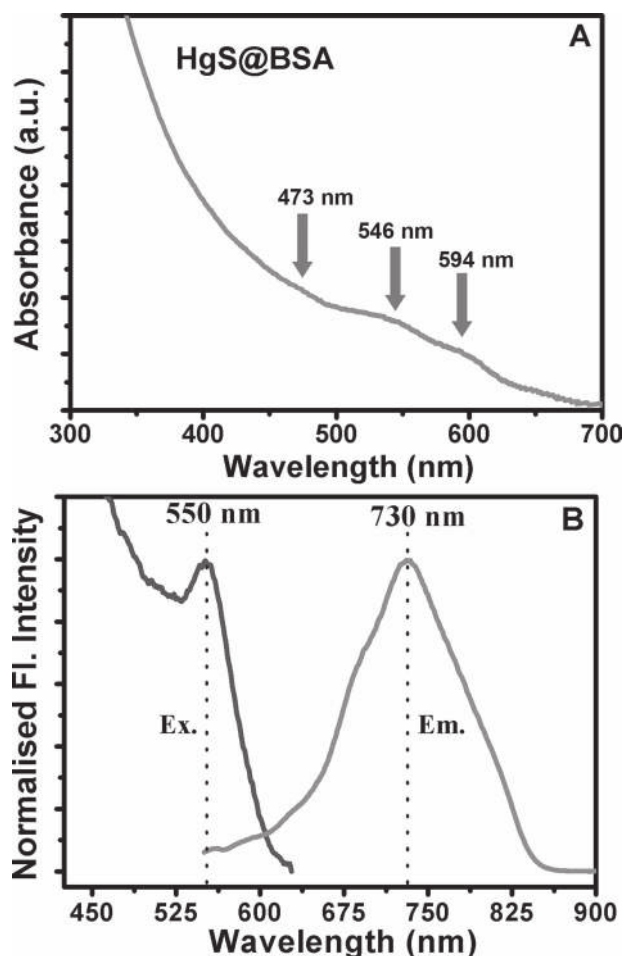 A
HgS@BSA
473 nm
546 nm
594 nm
Absorbance (a.u.)
300 400 500 600 700
Wavelength (nm)
550 nm 730 nm B
Ex. Em.
Normalised Fl. Intensity
450 525 600 675 750 825 900
Wavelength (nm)